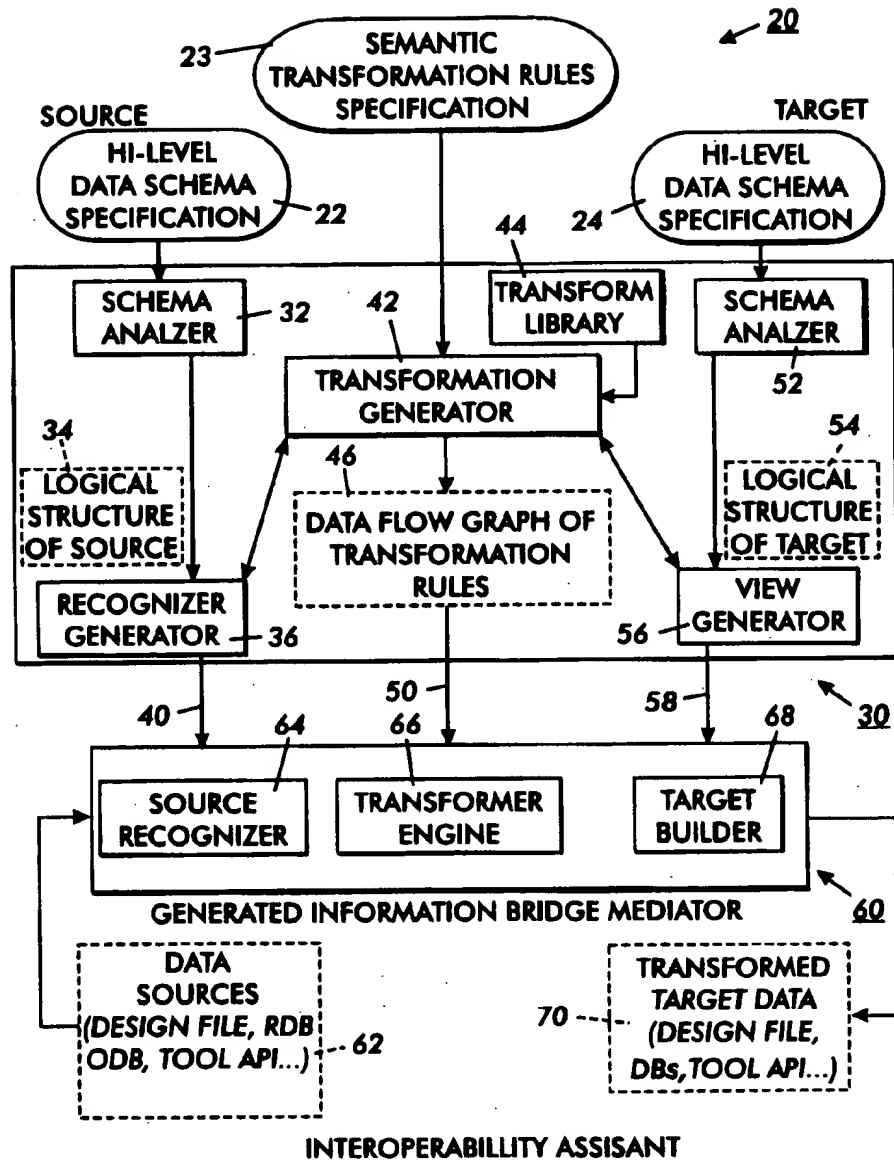 20
23
SEMANTIC
TRANSFORMATION RULES
SPECIFICATION
SOURCE
HI-LEVEL
DATA SCHEMA
SPECIFICATION
22
TARGET
HI-LEVEL
DATA SCHEMA
SPECIFICATION
24
44
SCHEMA
ANALZER
32
42
TRANSFORM
LIBRARY
SCHEMA
ANALZER
52
TRANSFORMATION
GENERATOR
34
LOGICAL
STRUCTURE
OF SOURCE
46
DATA FLOW GRAPH OF
TRANSFORMATION
RULES
54
LOGICAL
STRUCTURE
OF TARGET
RECOGNIZER
GENERATOR
36
VIEW
GENERATOR
56
40
50
58
30
64
66
68
SOURCE
RECOGNIZER
TRANSFORMER
ENGINE
TARGET
BUILDER
GENERATED INFORMATION BRIDGE MEDIATOR
60
DATA
SOURCES
(DESIGN FILE, RDB
ODB, TOOL API...)
62
TRANSFORMED
TARGET DATA
(DESIGN FILE,
DBs, TOOL API...)
70
INTEROPERABILLITY ASSISANT